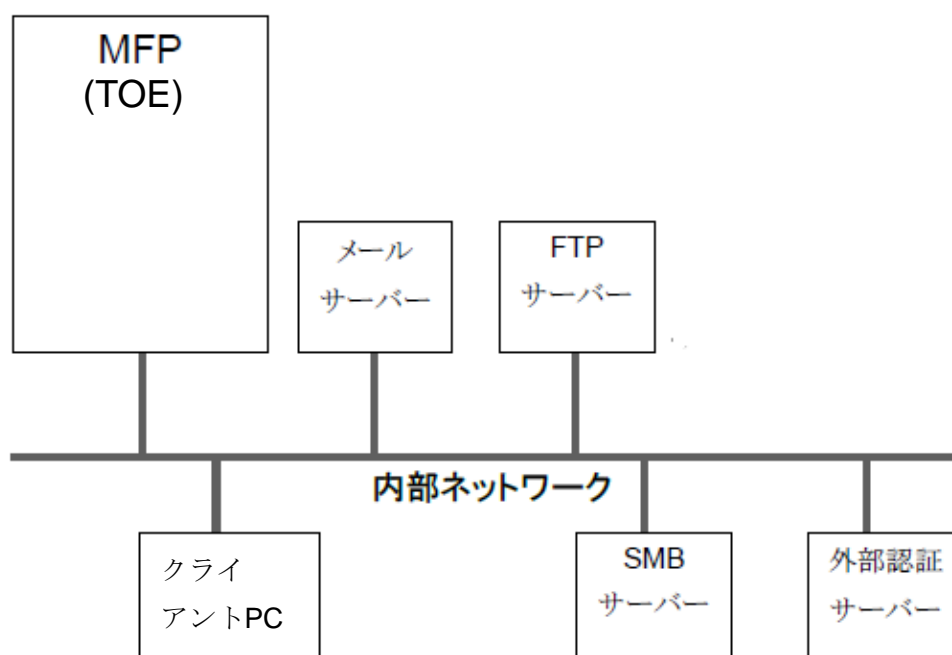 MFP
(TOE)
メール
サーバー
FTP
サーバー
内部ネットワーク
クライ
アントPC
SMB
サーバー
外部認証
サーバー